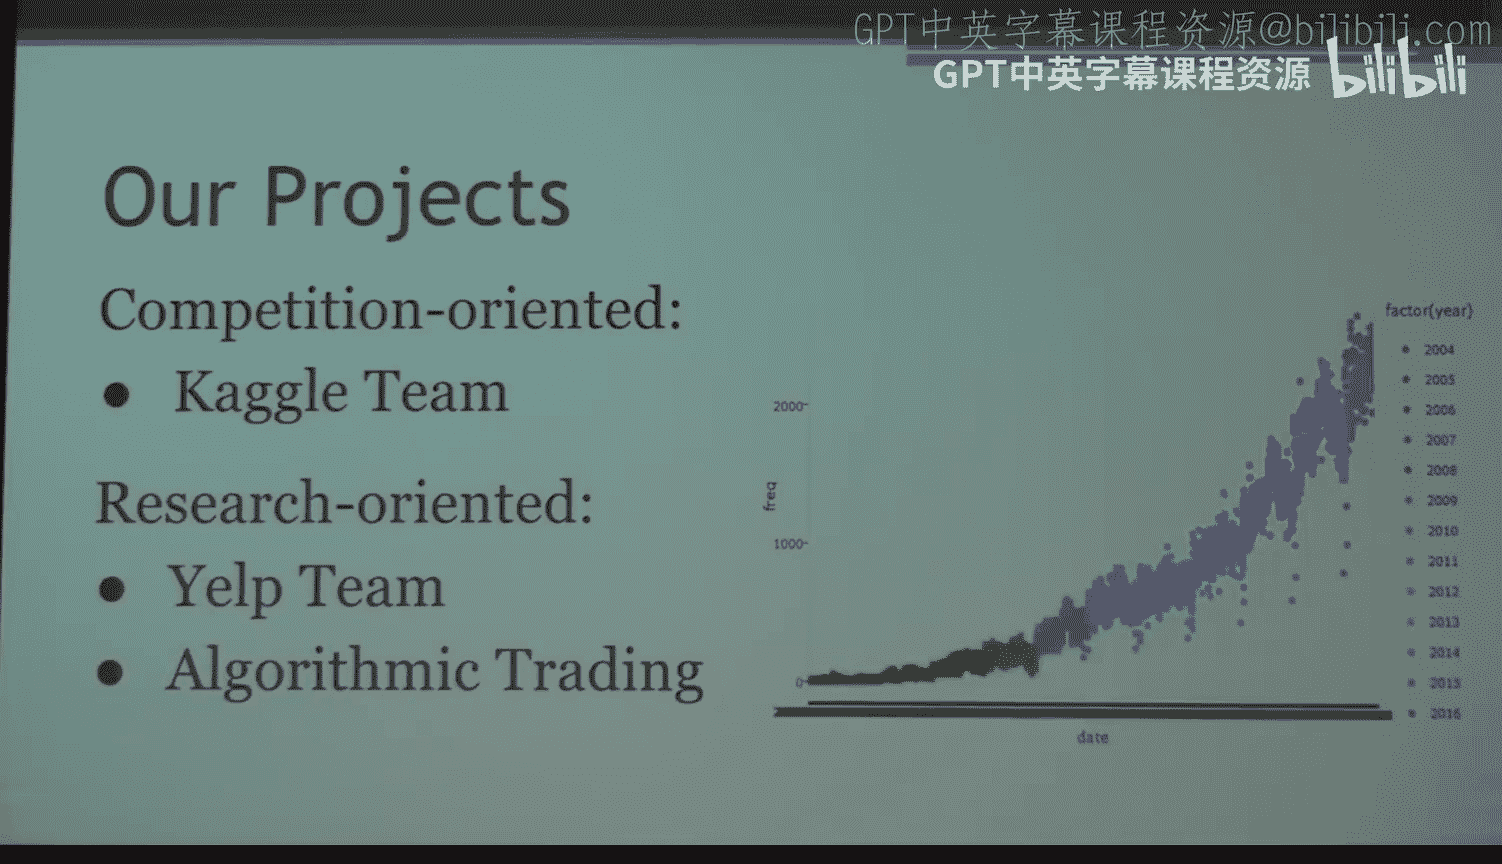 GPT中英字幕课程资源@bilibili.com
GPT中英字幕课程资源 bilibili
Our Projects
Competition-oriented:
● Kaggle Team
Research-oriented:
● Yelp Team
● Algorithmic Trading
factor(year)
2004
2005
2006
2007
2008
2009
2010
2011
2012
2013
2014
2015
2016
2000
freq
1000
0
date